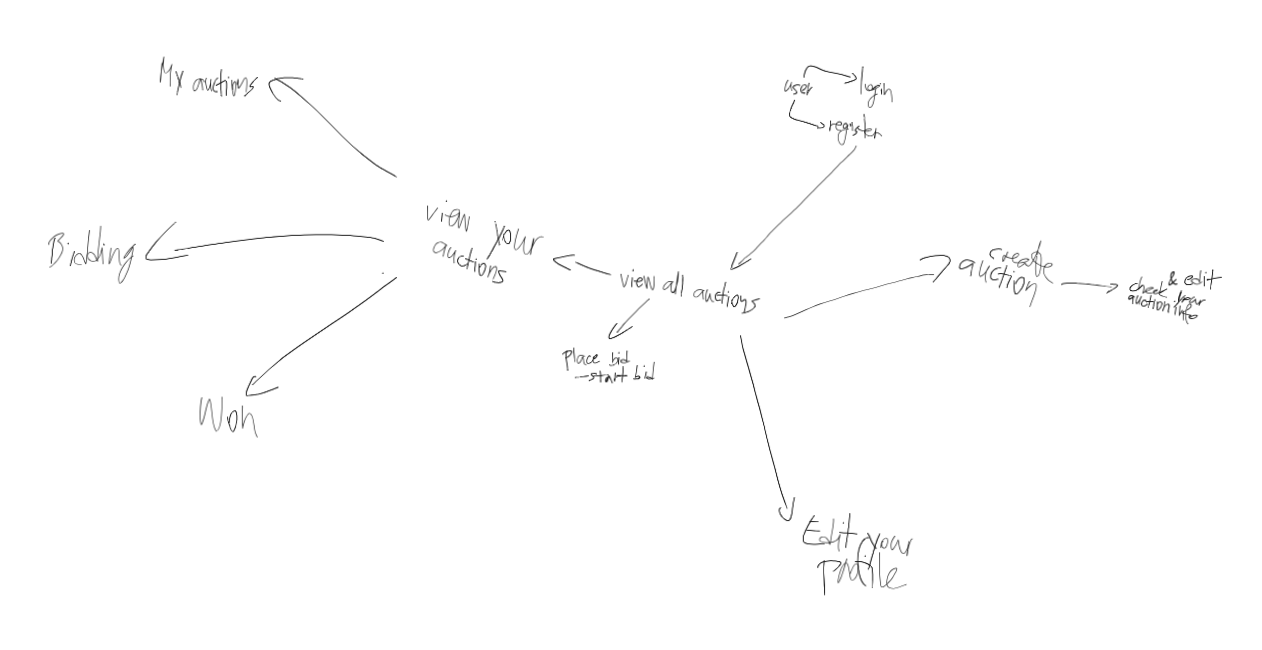 My auctions
user
login
register
view your
auctions
Bidding
create
auction
view all auctions
& edit
check your
auction info
Place bid
-start bid
Won
Edit your
profile